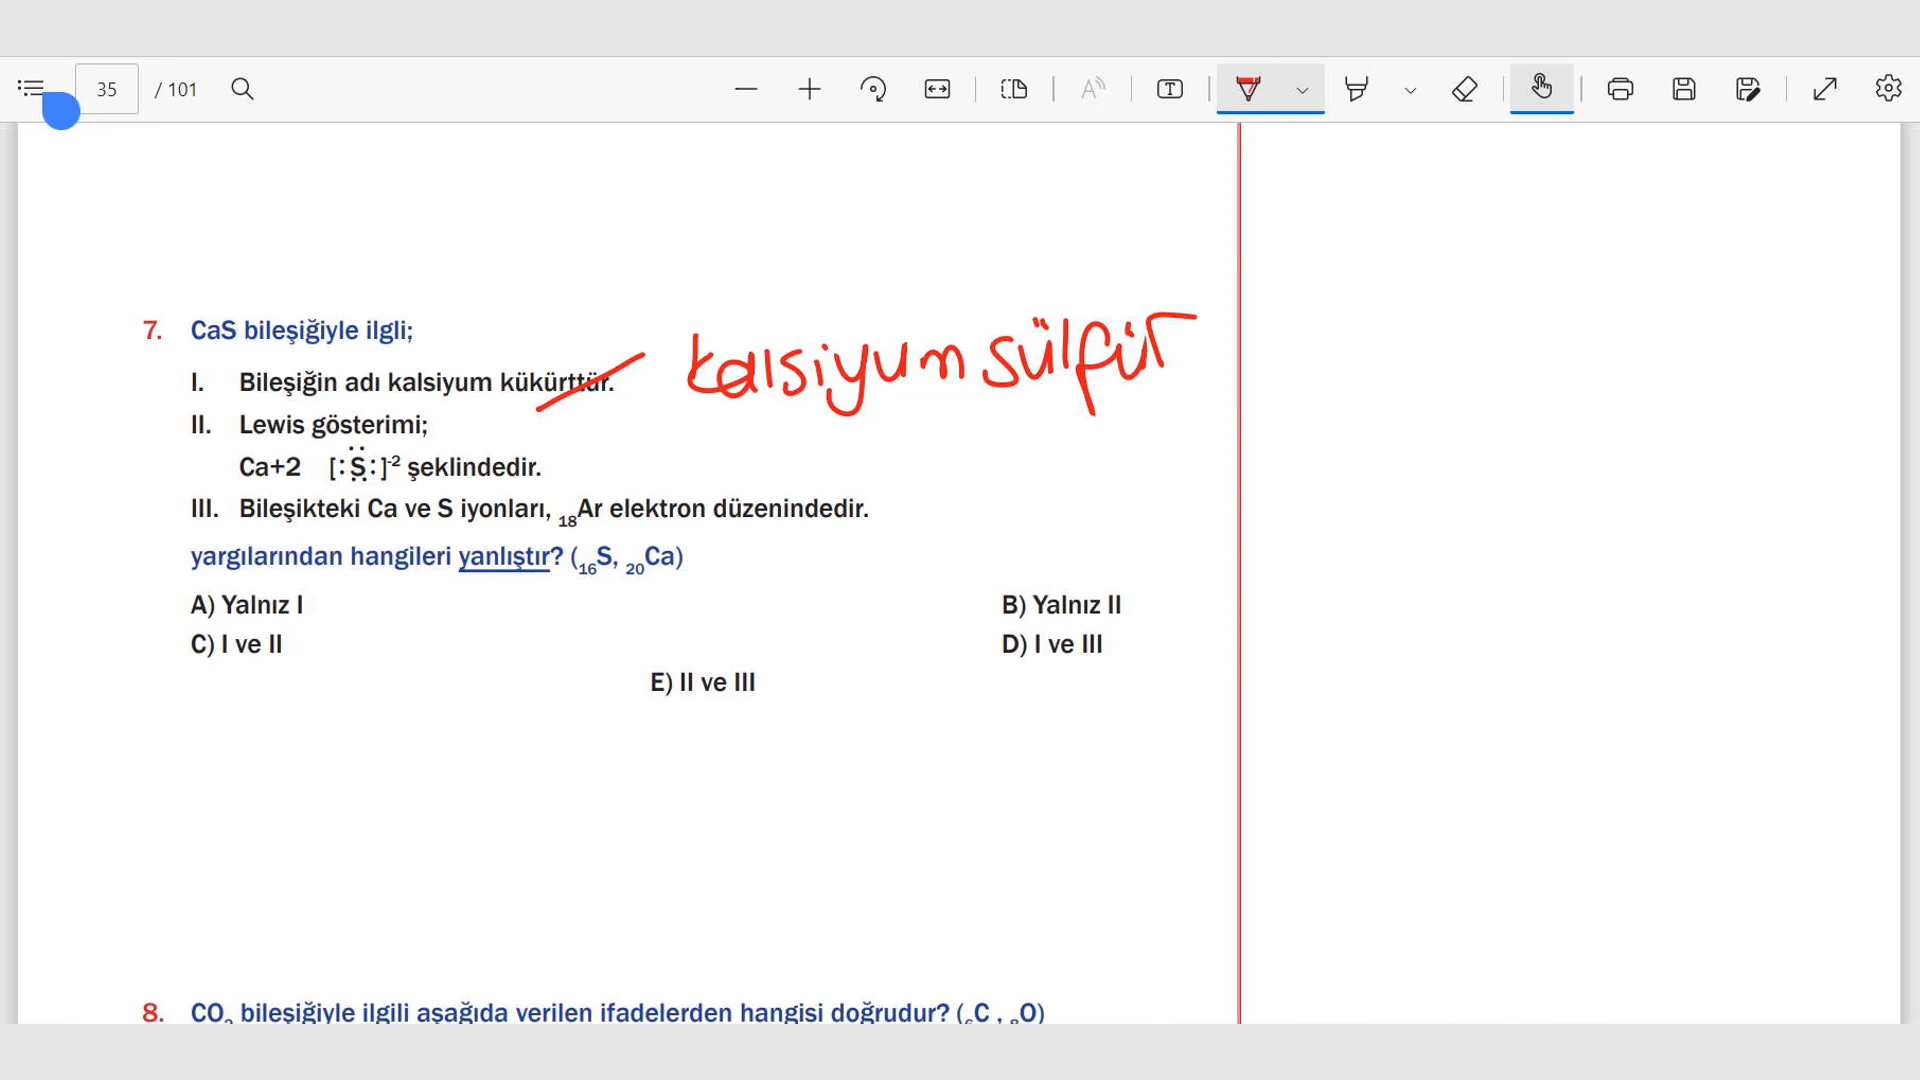 35 / 101
7. CaS bileşiğiyle ilgli;
I. Bileşiğin adı kalsiyum kükürttür.
kalsiyum sülfür
II. Lewis gösterimi;
Ca+2 [:S:]-2 şeklindedir.
III. Bileşikteki Ca ve S iyonları, 18Ar elektron düzenindedir.
yargılarından hangileri yanlıştır? (16S, 20Ca)
A) Yalnız I B) Yalnız II
C) I ve II D) I ve III
E) II ve III
8. CO2 bileşiğiyle ilgili aşağıda verilen ifadelerden hangisi doğrudur? (6C , 8O)